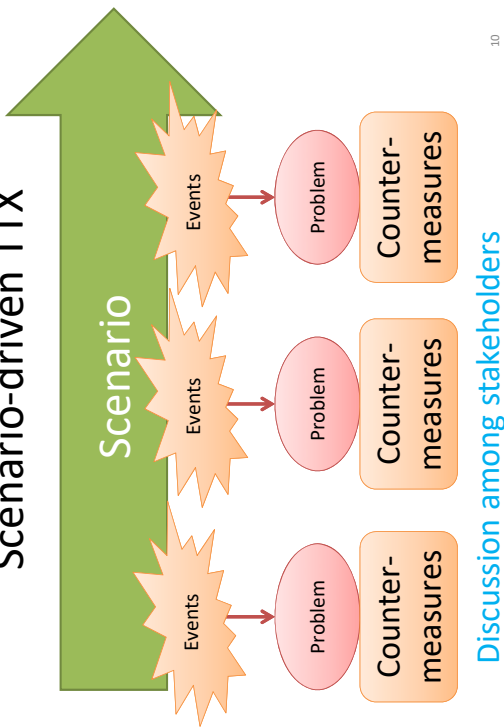 Scenario-driven TTX
Scenario
Events
Events
Events
Problem
Problem
Problem
Counter-
measures
Counter-
measures
Counter-
measures
Discussion among stakeholders
10